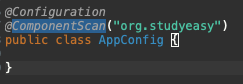 @Configuration
@ComponentScan("org.studyeasy")
public class AppConfig {
}